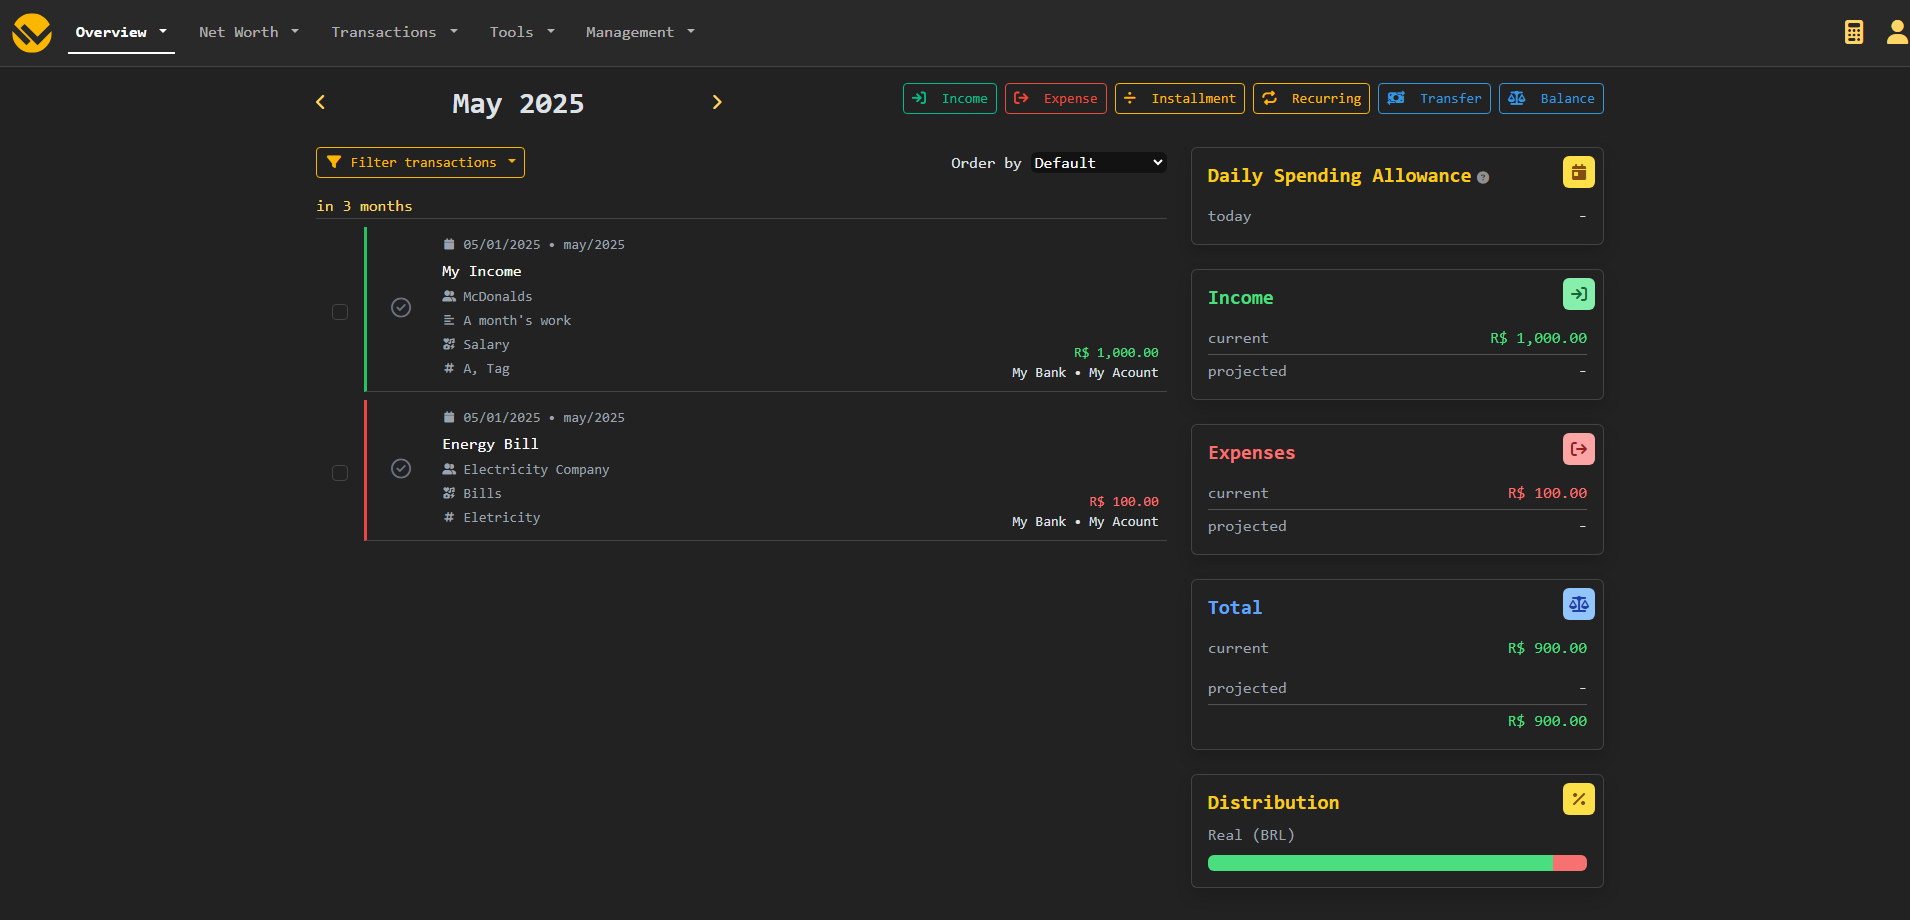 Overview Net Worth Transactions Tools Management
May 2025
Income Expense Installment Recurring Transfer Balance
Filter transactions
Order by Default
in 3 months
05/01/2025 • may/2025
My Income
McDonalds
A month's work
Salary
A, Tag
R$ 1,000.00
My Bank • My Acount
05/01/2025 • may/2025
Energy Bill
Electricity Company
Bills
Eletricity
R$ 100.00
My Bank • My Acount
Daily Spending Allowance
today -
Income
current R$ 1,000.00
projected -
Expenses
current R$ 100.00
projected -
Total
current R$ 900.00
projected -
R$ 900.00
Distribution
Real (BRL)